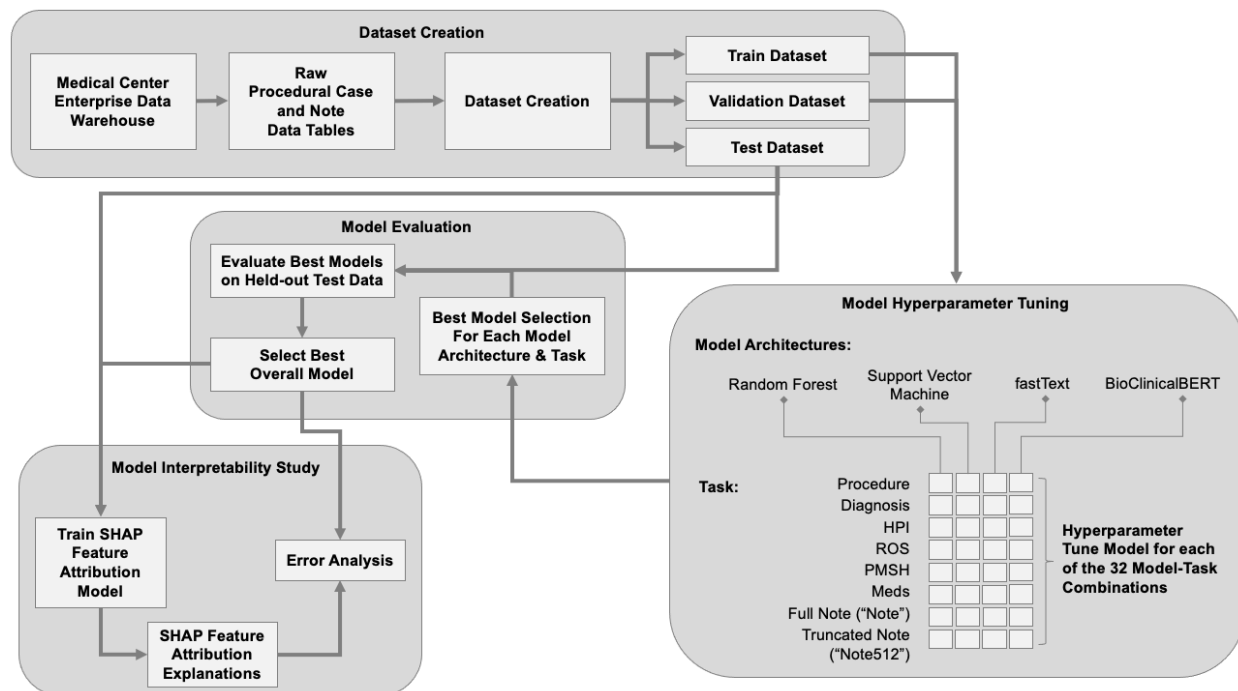 Dataset Creation
Medical Center
Enterprise Data
Warehouse
Raw
Procedural Case
and Note
Data Tables
Dataset Creation
Train Dataset
Validation Dataset
Test Dataset
Model Evaluation
Evaluate Best Models
on Held-out Test Data
Best Model Selection
For Each Model
Architecture & Task
Select Best
Overall Model
Model Hyperparameter Tuning
Model Architectures:
Random Forest
Support Vector
Machine
fastText
BioClinicalBERT
Task:
Procedure
Diagnosis
HPI
ROS
PMSH
Meds
Full Note (“Note”)
Truncated Note
(“Note512”)
Hyperparameter
Tune Model for each
of the 32 Model-Task
Combinations
Model Interpretability Study
Train SHAP
Feature
Attribution
Model
Error Analysis
SHAP Feature
Attribution
Explanations